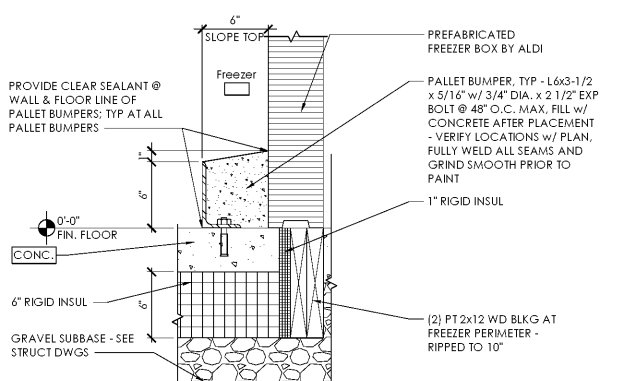 6"
SLOPE TOP
PREFABRICATED
FREEZER BOX BY ALDI
Freezer
PROVIDE CLEAR SEALANT @
WALL & FLOOR LINE OF
PALLET BUMPERS; TYP AT ALL
PALLET BUMPERS
PALLET BUMPER, TYP - L6x3-1/2
x 5/16" w/ 3/4" DIA. x 2 1/2" EXP
BOLT @ 48" O.C. MAX, FILL w/
CONCRETE AFTER PLACEMENT
- VERIFY LOCATIONS w/ PLAN,
FULLY WELD ALL SEAMS AND
GRIND SMOOTH PRIOR TO
PAINT
1"
6"
1" RIGID INSUL
0'-0"
FIN. FLOOR
CONC.
6" RIGID INSUL
6"
(2) PT 2x12 WD BLKG AT
FREEZER PERIMETER -
RIPPED TO 10"
GRAVEL SUBBASE - SEE
STRUCT DWGS